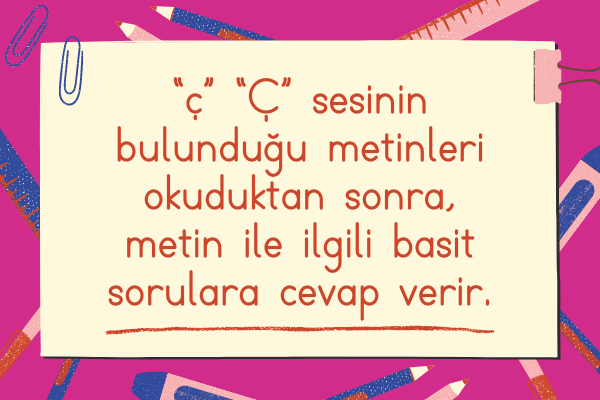 “ç” “Ç” sesinin
bulunduğu metinleri
okuduktan sonra,
metin ile ilgili basit
sorulara cevap verir.